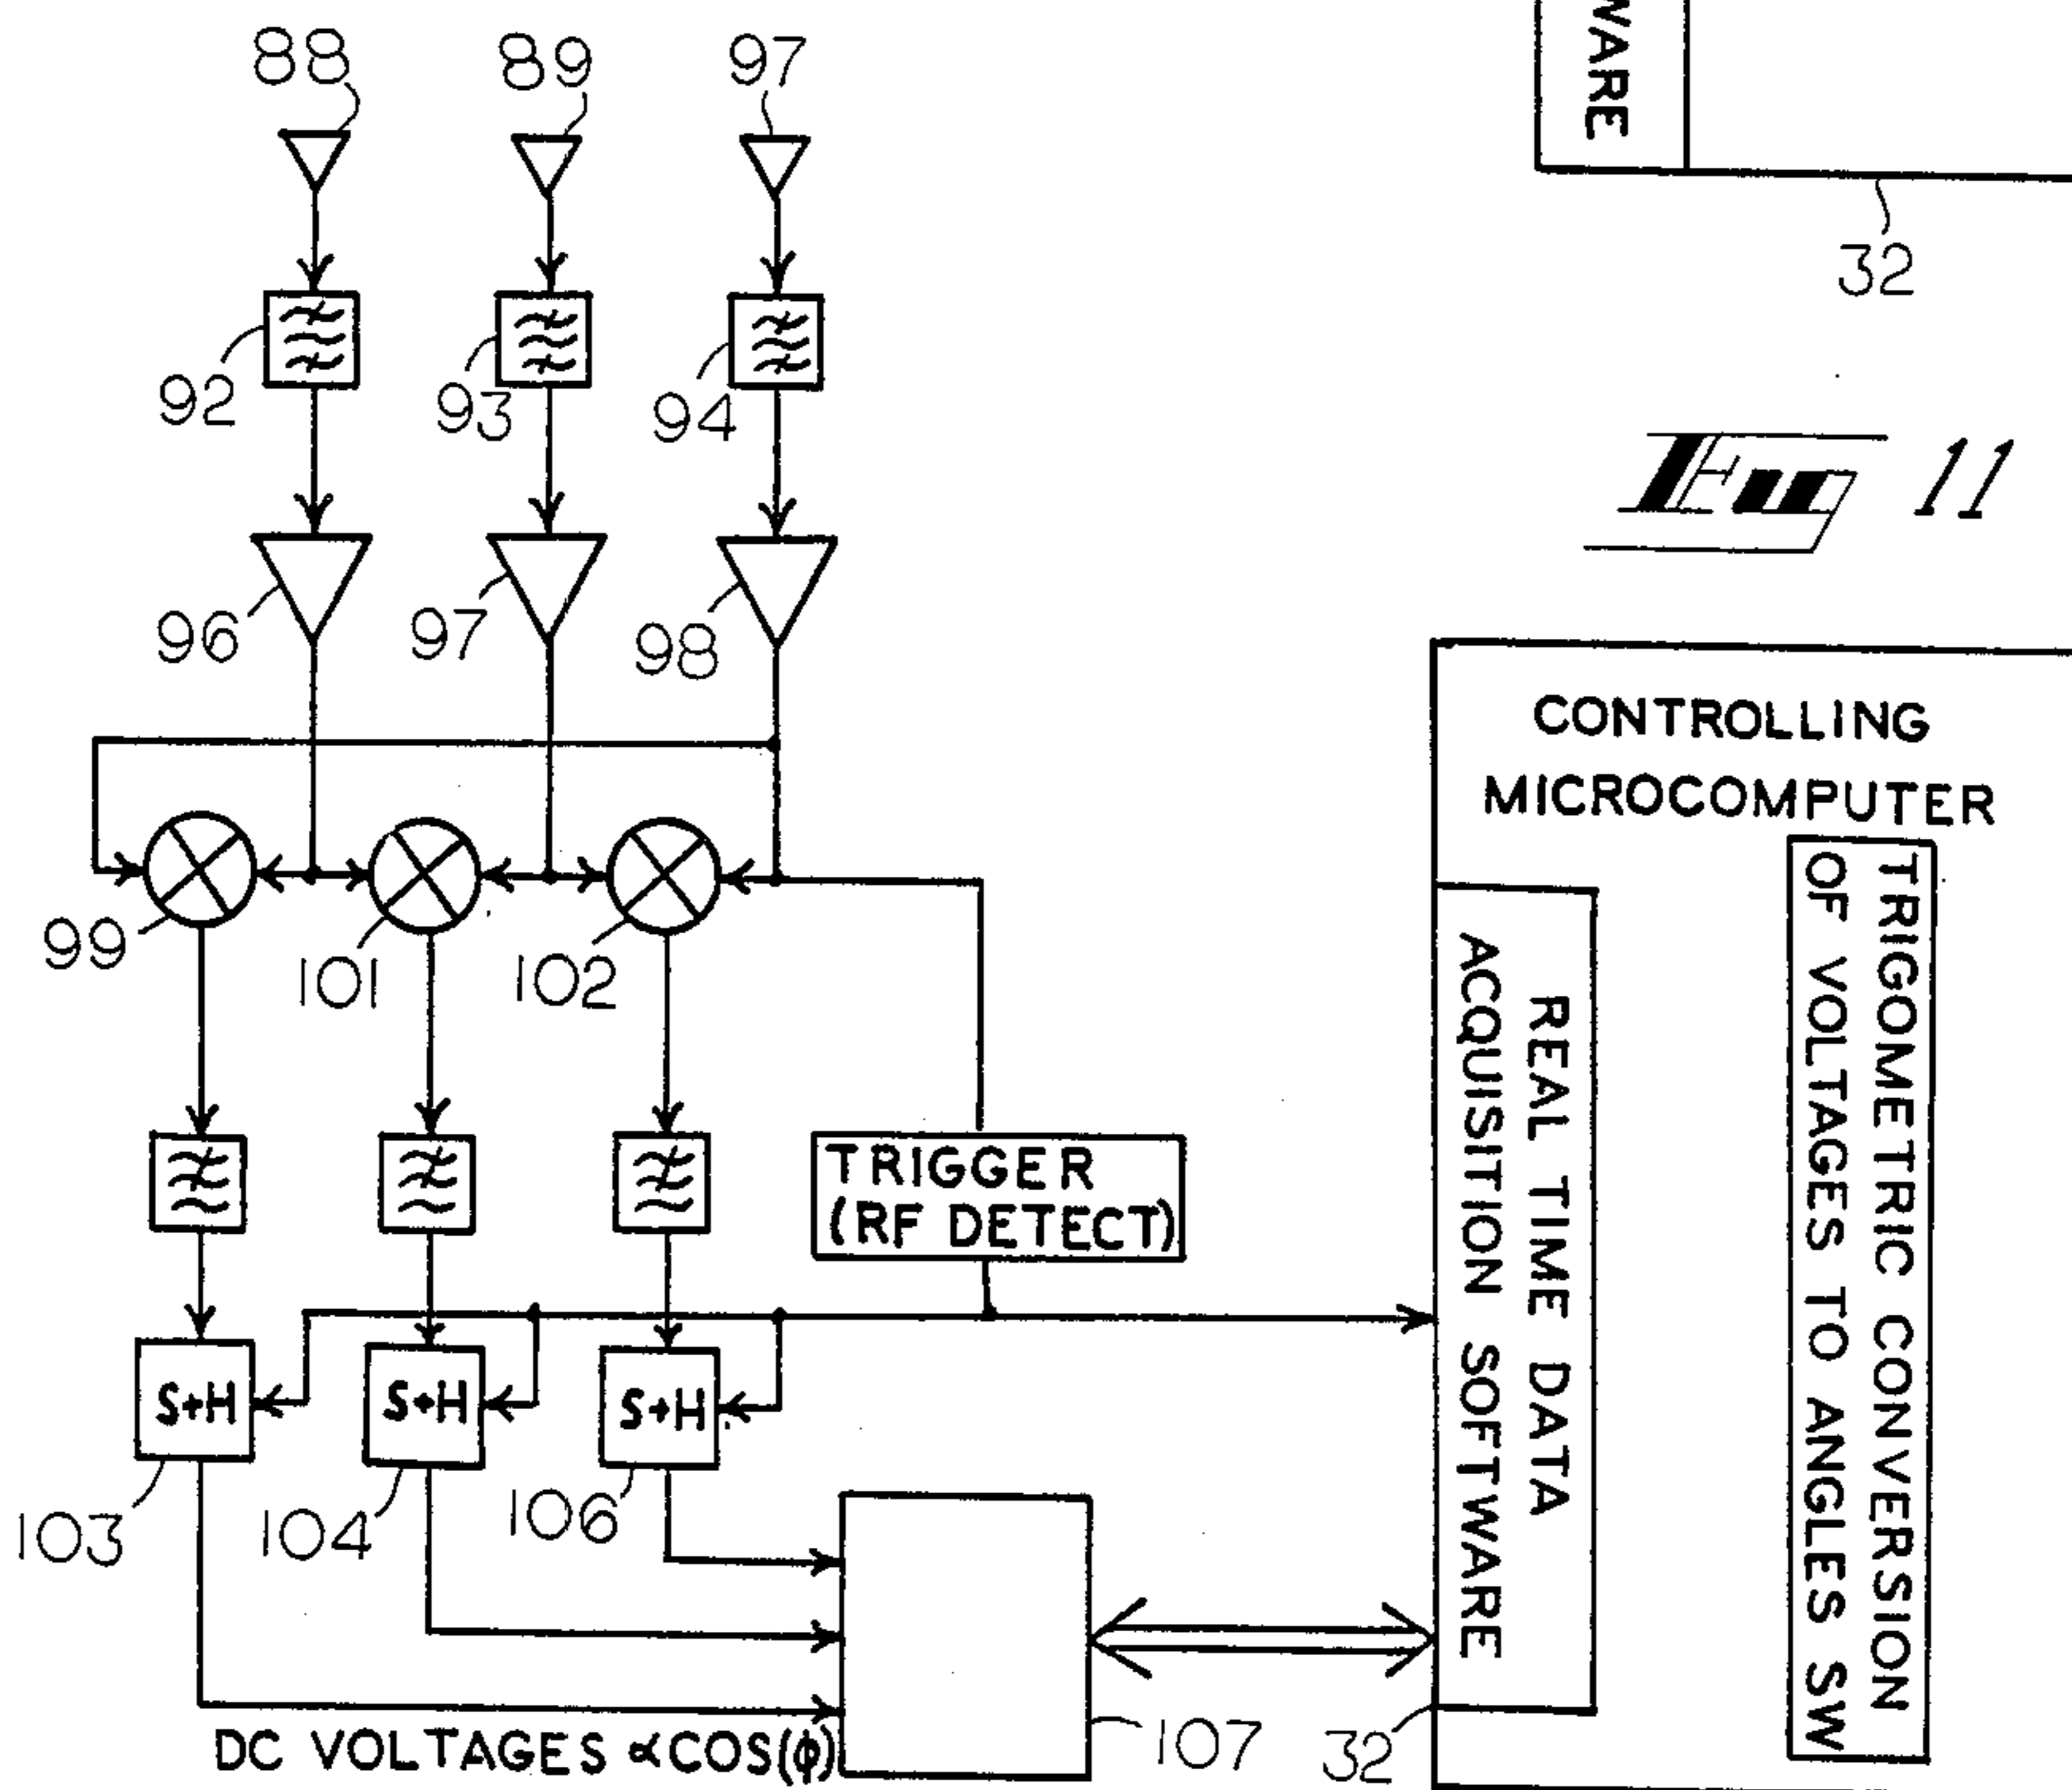 88 89 97
WARE
32
92 93 94
Fig 11
96 97 98
CONTROLLING
MICROCOMPUTER
99 101 102
TRIGGER
(RF DETECT)
REAL TIME DATA
ACQUISITION SOFTWARE
TRIGOMETRIC CONVERSION
OF VOLTAGES TO ANGLES SW
S+H S+H S+H
103 104 106
107
32
DC VOLTAGES ∝COS(ϕ)